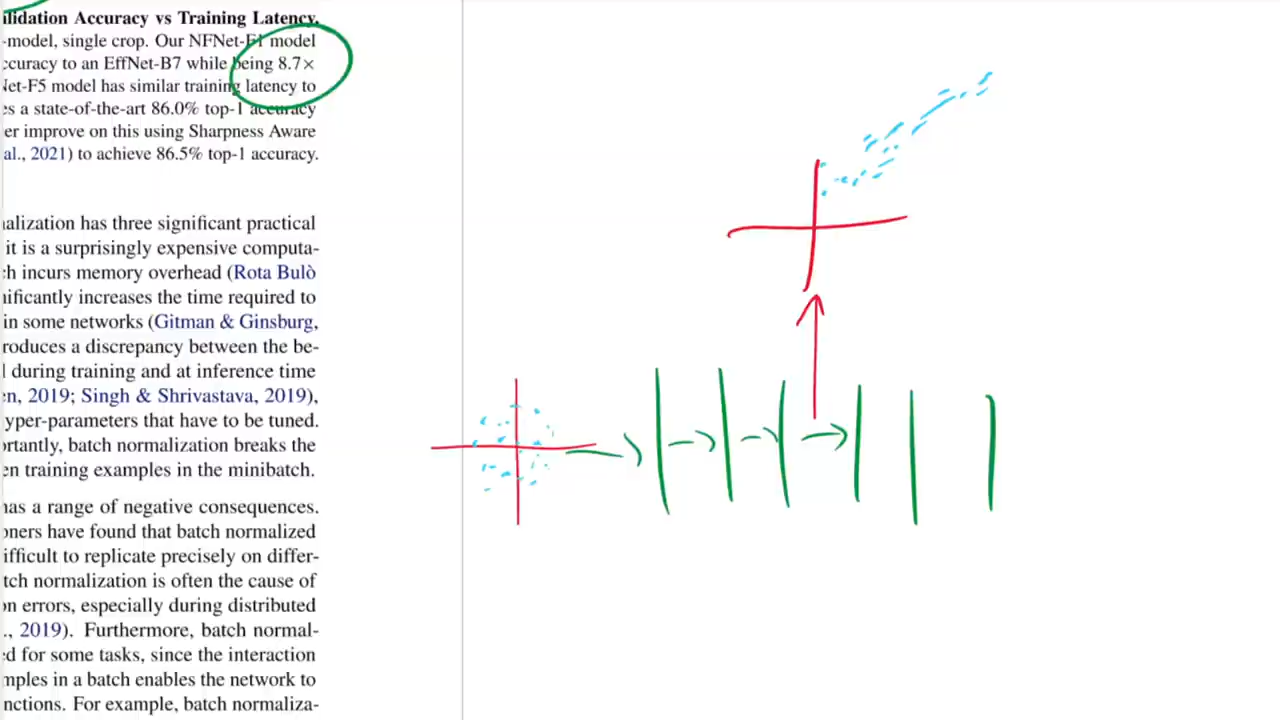 lidation Accuracy vs Training Latency.
-model, single crop. Our NFNet-F1 model
ccuracy to an EffNet-B7 while being 8.7×
Net-F5 model has similar training latency to
es a state-of-the-art 86.0% top-1 accuracy
er improve on this using Sharpness Aware
al., 2021) to achieve 86.5% top-1 accuracy.
nalization has three significant practical
it is a surprisingly expensive computa-
ch incurs memory overhead (Rota Bulò
nificantly increases the time required to
in some networks (Gitman & Ginsburg,
roduces a discrepancy between the be-
l during training and at inference time
en, 2019; Singh & Shrivastava, 2019),
yper-parameters that have to be tuned.
ortantly, batch normalization breaks the
en training examples in the minibatch.
has a range of negative consequences.
oners have found that batch normalized
ifficult to replicate precisely on differ-
tch normalization is often the cause of
on errors, especially during distributed
., 2019). Furthermore, batch normal-
ed for some tasks, since the interaction
mples in a batch enables the network to
nctions. For example, batch normaliza-